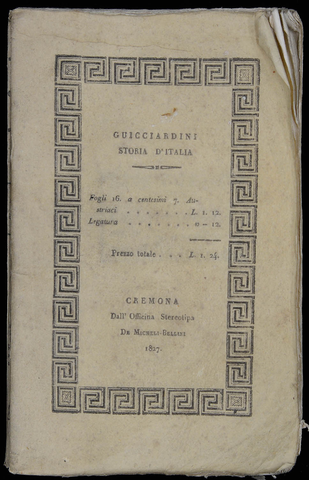 GUICCIARDINI
STORIA D'ITALIA
Fogli 16. a centesimi 7. Au-
striaci . . . . . . . L. 1. 12.
Legatura . . . . . . . 0 - 12.
Prezzo totale . . . L. 1. 24.
CREMONA
Dall' Officina Stereotipa
DE MICHELI-BELLINI
1827.